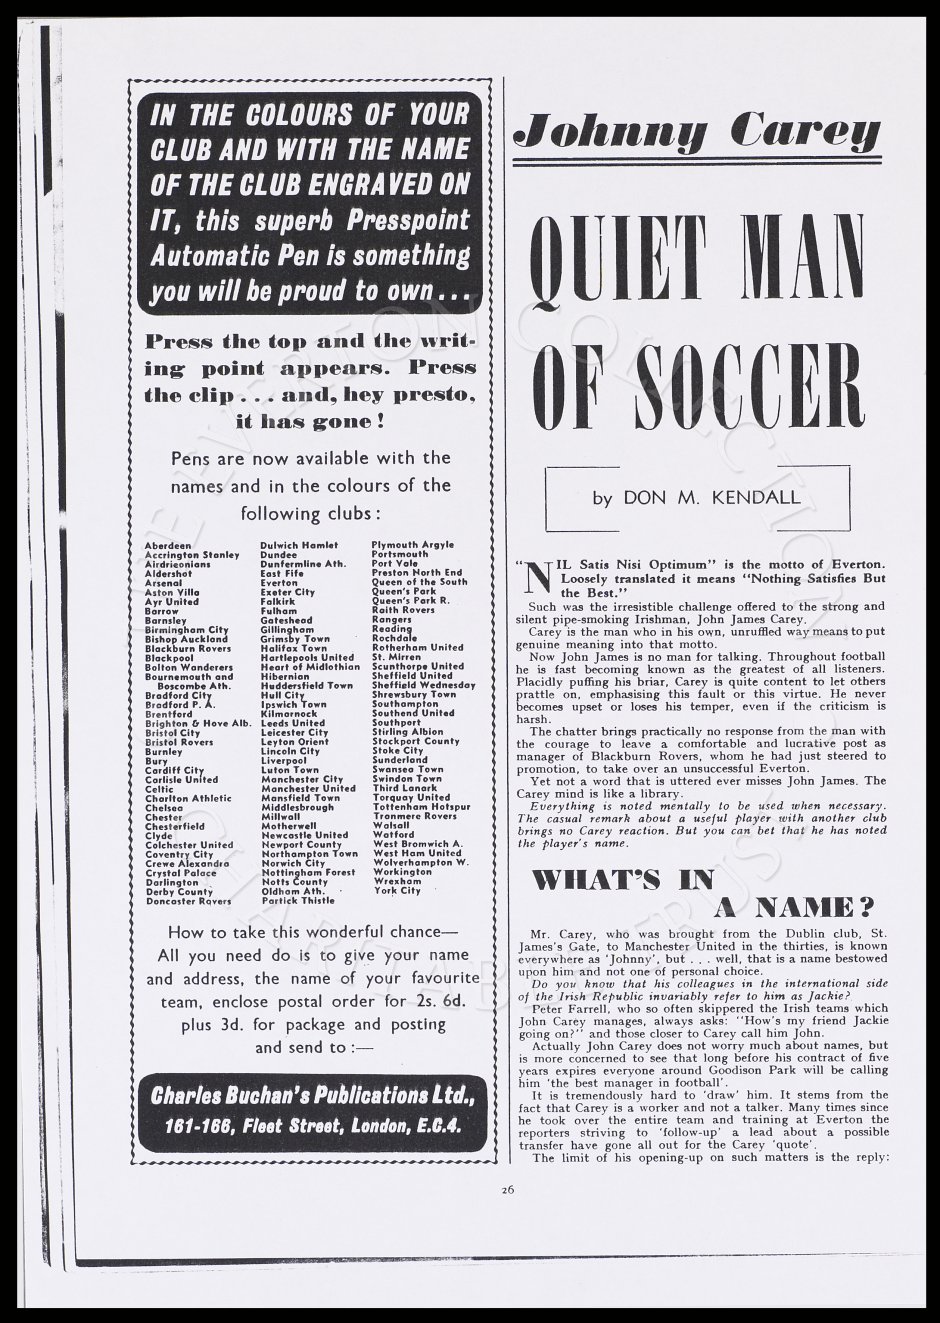 IN THE COLOURS OF YOUR
CLUB AND WITH THE NAME
OF THE CLUB ENGRAVED ON
IT, this superb Presspoint
Automatic Pen is something
you will be proud to own...
Press the top and the writ-
ing point appears. Press
the clip . . . and, hey presto,
it has gone!
Pens are now available with the
names and in the colours of the
following clubs :
Aberdeen
Accrington Stanley
Airdrieonians
Aldershot
Arsenal
Aston Villa
Ayr United
Barrow
Barnsley
Birmingham City
Bishop Auckland
Blackburn Rovers
Blackpool
Bolton Wanderers
Bournemouth and
Boscombe Ath.
Bradford City
Bradford P. A.
Brentford
Brighton & Hove Alb.
Bristol City
Bristol Rovers
Burnley
Bury
Cardiff City
Carlisle United
Celtic
Charlton Athletic
Chelsea
Chester
Chesterfield
Clyde
Colchester United
Coventry City
Crewe Alexandra
Crystal Palace
Darlington
Derby County
Doncaster Rovers
Dulwich Hamlet
Dundee
Dunfermline Ath.
East Fife
Everton
Exeter City
Falkirk
Fulham
Gateshead
Gillingham
Grimsby Town
Halifax Town
Hartlepools United
Heart of Midlothian
Hibernian
Huddersfield Town
Hull City
Ipswich Town
Kilmarnock
Leeds United
Leicester City
Leyton Orient
Lincoln City
Liverpool
Luton Town
Manchester City
Manchester United
Mansfield Town
Middlesbrough
Millwall
Motherwell
Newcastle United
Newport County
Northampton Town
Norwich City
Nottingham Forest
Notts County
Oldham Ath.
Partick Thistle
Plymouth Argyle
Portsmouth
Port Vale
Preston North End
Queen of the South
Queen's Park
Queen's Park R.
Raith Rovers
Rangers
Reading
Rochdale
Rotherham United
St. Mirren
Scunthorpe United
Sheffield United
Sheffield Wednesday
Shrewsbury Town
Southampton
Southend United
Southport
Stirling Albion
Stockport County
Stoke City
Sunderland
Swansea Town
Swindon Town
Third Lanark
Torquay United
Tottenham Hotspur
Tranmere Rovers
Walsall
Watford
West Bromwich A.
West Ham United
Wolverhampton W.
Workington
Wrexham
York City
How to take this wonderful chance—
All you need do is to give your name
and address, the name of your favourite
team, enclose postal order for 2s. 6d.
plus 3d. for package and posting
and send to :—
Charles Buchan's Publications Ltd.,
161-166, Fleet Street, London, E.C.4.
Johnny Carey
QUIET MAN
OF SOCCER
by DON M. KENDALL
"NIL Satis Nisi Optimum" is the motto of Everton.
Loosely translated it means "Nothing Satisfies But
the Best."
Such was the irresistible challenge offered to the strong and
silent pipe-smoking Irishman, John James Carey.
Carey is the man who in his own, unruffled way means to put
genuine meaning into that motto.
Now John James is no man for talking. Throughout football
he is fast becoming known as the greatest of all listeners.
Placidly puffing his briar, Carey is quite content to let others
prattle on, emphasising this fault or this virtue. He never
becomes upset or loses his temper, even if the criticism is
harsh.
The chatter brings practically no response from the man with
the courage to leave a comfortable and lucrative post as
manager of Blackburn Rovers, whom he had just steered to
promotion, to take over an unsuccessful Everton.
Yet not a word that is uttered ever misses John James. The
Carey mind is like a library.
Everything is noted mentally to be used when necessary.
The casual remark about a useful player with another club
brings no Carey reaction. But you can bet that he has noted
the player's name.
WHAT'S IN
A NAME?
Mr. Carey, who was brought from the Dublin club, St.
James's Gate, to Manchester United in the thirties, is known
everywhere as 'Johnny', but . . . well, that is a name bestowed
upon him and not one of personal choice.
Do you know that his colleagues in the international side
of the Irish Republic invariably refer to him as Jackie?
Peter Farrell, who so often skippered the Irish teams which
John Carey manages, always asks: "How's my friend Jackie
going on?" and those closer to Carey call him John.
Actually John Carey does not worry much about names, but
is more concerned to see that long before his contract of five
years expires everyone around Goodison Park will be calling
him 'the best manager in football'.
It is tremendously hard to 'draw' him. It stems from the
fact that Carey is a worker and not a talker. Many times since
he took over the entire team and training at Everton the
reporters striving to 'follow-up' a lead about a possible
transfer have gone all out for the Carey 'quote'.
The limit of his opening-up on such matters is the reply:
26
THE EVERTON COLLECTION
CHARITABLE TRUST